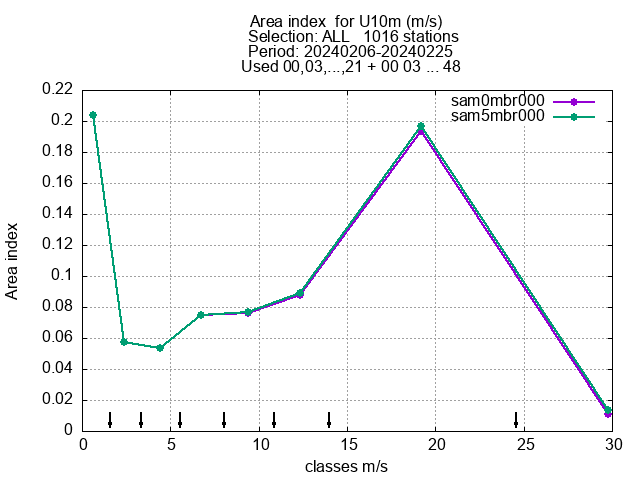 Area index  for U10m (m/s)
Selection: ALL   1016 stations
Period: 20240206-20240225
Used 00,03,...,21 + 00 03 ... 48
sam0mbr000
sam5mbr000
0.22
0.2
0.18
0.16
0.14
0.12
0.1
0.08
0.06
0.04
0.02
0
Area index
0 5 10 15 20 25 30
classes m/s